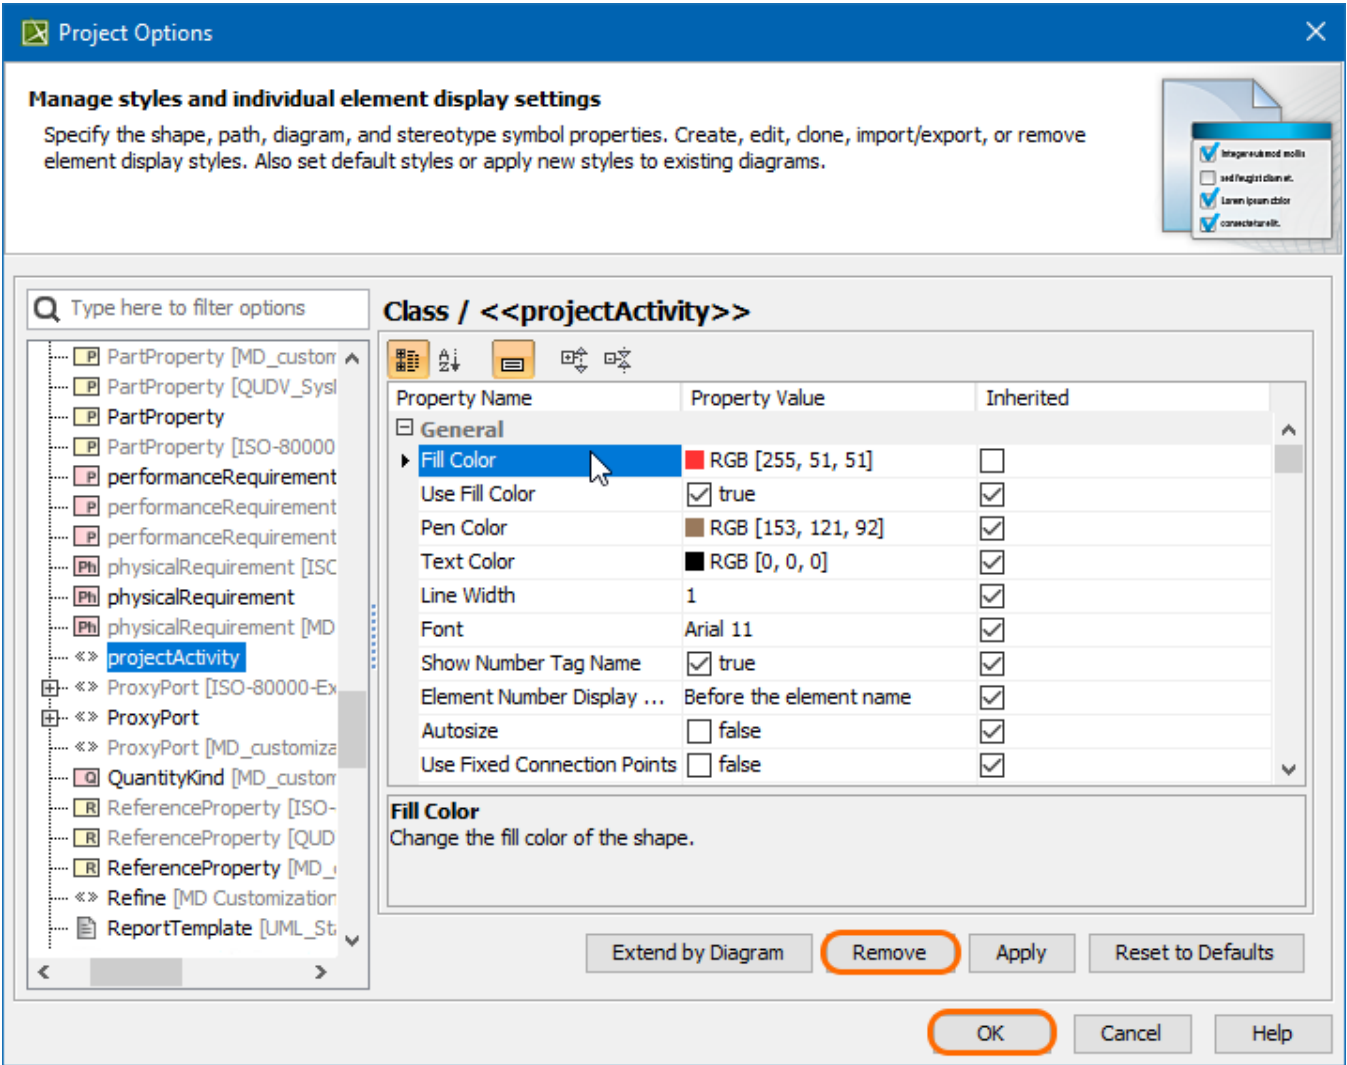 Project Options
Manage styles and individual element display settings
Specify the shape, path, diagram, and stereotype symbol properties. Create, edit, clone, import/export, or remove
element display styles. Also set default styles or apply new styles to existing diagrams.
Lorem ipsum dolor
consectetur elit.
Type here to filter options
PartProperty [MD_custom
PartProperty [QUDV_Sysl
PartProperty
PartProperty [ISO-80000
performanceRequirement
performanceRequirement
performanceRequirement
physicalRequirement [ISC
physicalRequirement
physicalRequirement [MD
«» projectActivity
«» ProxyPort [ISO-80000-Ex
«» ProxyPort
«» ProxyPort [MD_customiza
QuantityKind [MD_custom
ReferenceProperty [ISO-
ReferenceProperty [QUD
ReferenceProperty [MD_
«» Refine [MD Customization
ReportTemplate [UML_St
Class / <<projectActivity>>
Property Name Property Value Inherited
General
Fill Color RGB [255, 51, 51]
Use Fill Color true
Pen Color RGB [153, 121, 92]
Text Color RGB [0, 0, 0]
Line Width 1
Font Arial 11
Show Number Tag Name true
Element Number Display ... Before the element name
Autosize false
Use Fixed Connection Points false
Fill Color
Change the fill color of the shape.
Extend by Diagram Remove Apply Reset to Defaults
OK Cancel Help